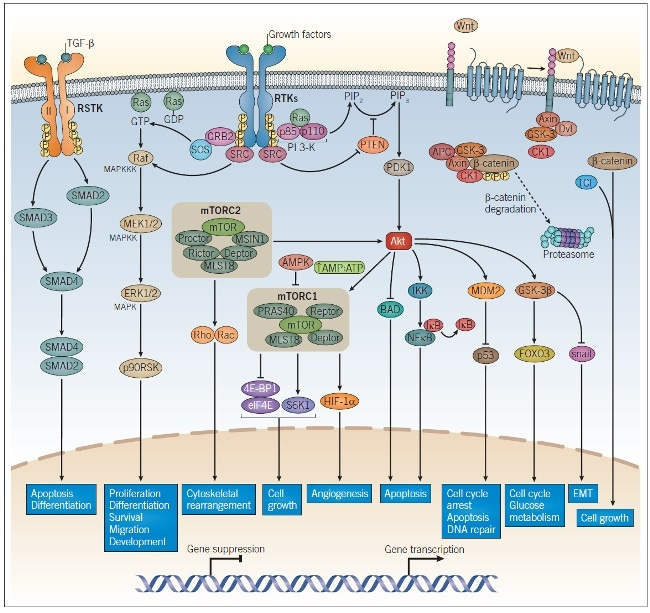 TGF-β
RSTK
II
I
P
P
P
P
P
P
SMAD3
SMAD2
SMAD4
SMAD4
SMAD2
Growth factors
RTKs
Ras
GTP
Ras
GDP
GRB2
SOS
SRC
SRC
p85
p110
Ras
PI 3-K
PIP2
PIP3
PTEN
PDK1
Raf
MAPKKK
MEK1/2
MAPKK
ERK1/2
MAPK
p90RSK
mTORC2
mTOR
Proctor
MSIN1
Rictor
Deptor
MLST8
Rho
Rac
AMPK
↑AMP:ATP
mTORC1
PRAS40
Reptor
mTOR
MLST8
Deptor
4E-BP1
eIF4E
S6K1
HIF-1α
Akt
BAD
IKK
NFκB
IκB
IκB
MDM2
p53
GSK-3β
FOXO3
snail
Wnt
Wnt
Axin
Dvl
GSK-3
CK1
APC
GSK-3
Axin
β-catenin
CK1
P
P
P
β-catenin
degradation
Proteasome
β-catenin
TCF
Apoptosis
Differentiation
Proliferation
Differentiation
Survival
Migration
Development
Cytoskeletal
rearrangement
Cell
growth
Angiogenesis
Apoptosis
Cell cycle
arrest
Apoptosis
DNA repair
Cell cycle
Glucose
metabolism
EMT
Cell growth
Gene suppression
Gene transcription